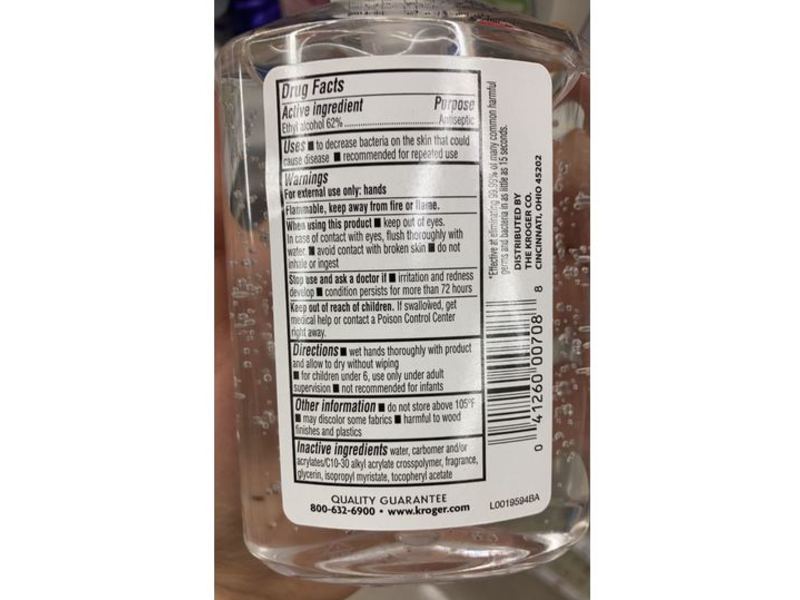 Drug Facts
Active ingredient Purpose
Ethyl alcohol 62%..........................Antiseptic
Uses ■ to decrease bacteria on the skin that could
cause disease ■ recommended for repeated use
Warnings
For external use only: hands
Flammable, keep away from fire or flame.
When using this product ■ keep out of eyes.
In case of contact with eyes, flush thoroughly with
water. ■ avoid contact with broken skin ■ do not
inhale or ingest
Stop use and ask a doctor if ■ irritation and redness
develop ■ condition persists for more than 72 hours
Keep out of reach of children. If swallowed, get
medical help or contact a Poison Control Center
right away.
Directions ■ wet hands thoroughly with product
and allow to dry without wiping
■ for children under 6, use only under adult
supervision ■ not recommended for infants
Other information ■ do not store above 105°F
■ may discolor some fabrics ■ harmful to wood
finishes and plastics
Inactive ingredients water, carbomer and/or
acrylates/C10-30 alkyl acrylate crosspolymer, fragrance,
glycerin, isopropyl myristate, tocopheryl acetate
QUALITY GUARANTEE
800-632-6900 • www.kroger.com
*Effective at eliminating 99.99% of many common harmful
germs and bacteria in as little as 15 seconds.
DISTRIBUTED BY
THE KROGER CO.
CINCINNATI, OHIO 45202
0 41260 00708 8
L0019594BA